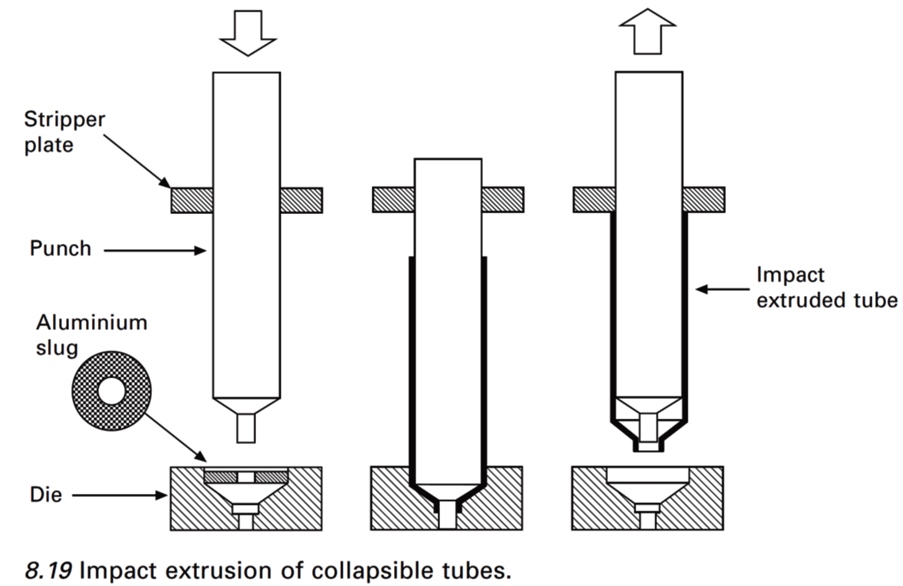 Stripper
plate
Punch
Aluminium
slug
Die
Impact
extruded tube
8.19 Impact extrusion of collapsible tubes.